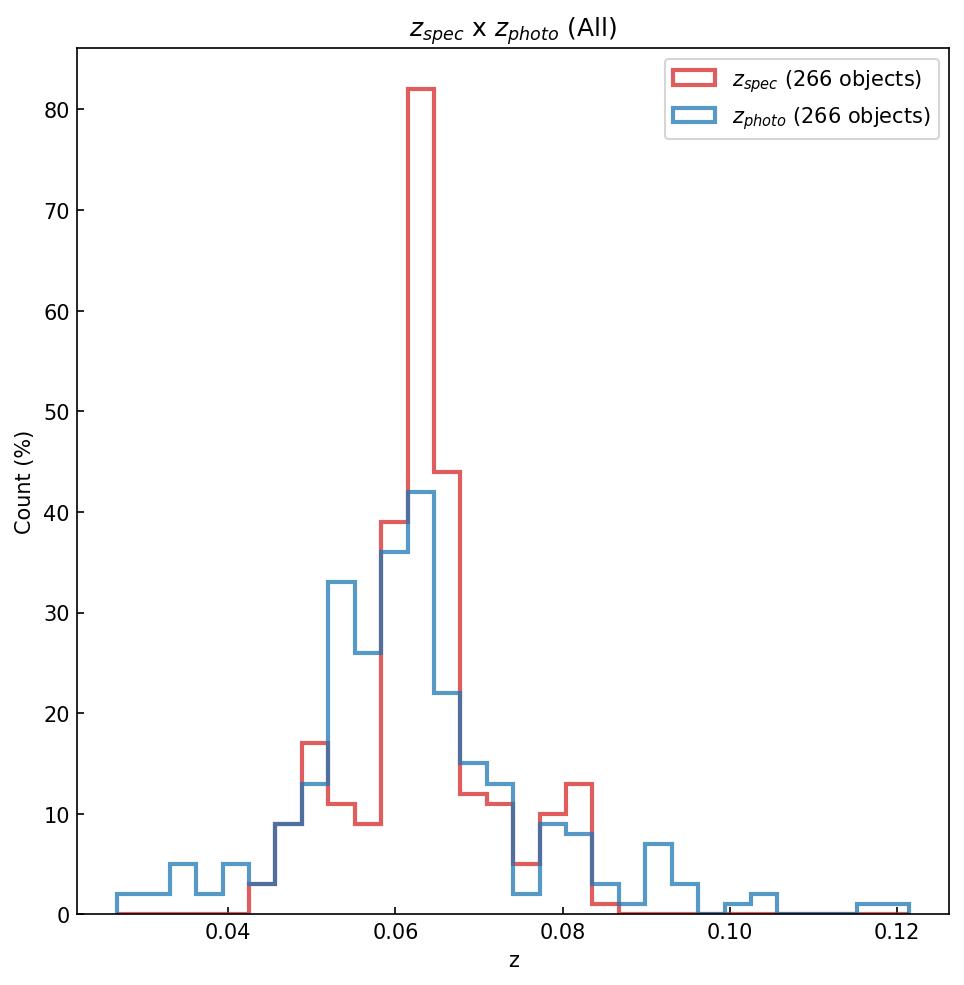 z_spec x z_photo (All)
z_spec (266 objects)
z_photo (266 objects)
Count (%)
80
70
60
50
40
30
20
10
0
0.04 0.06 0.08 0.10 0.12
z